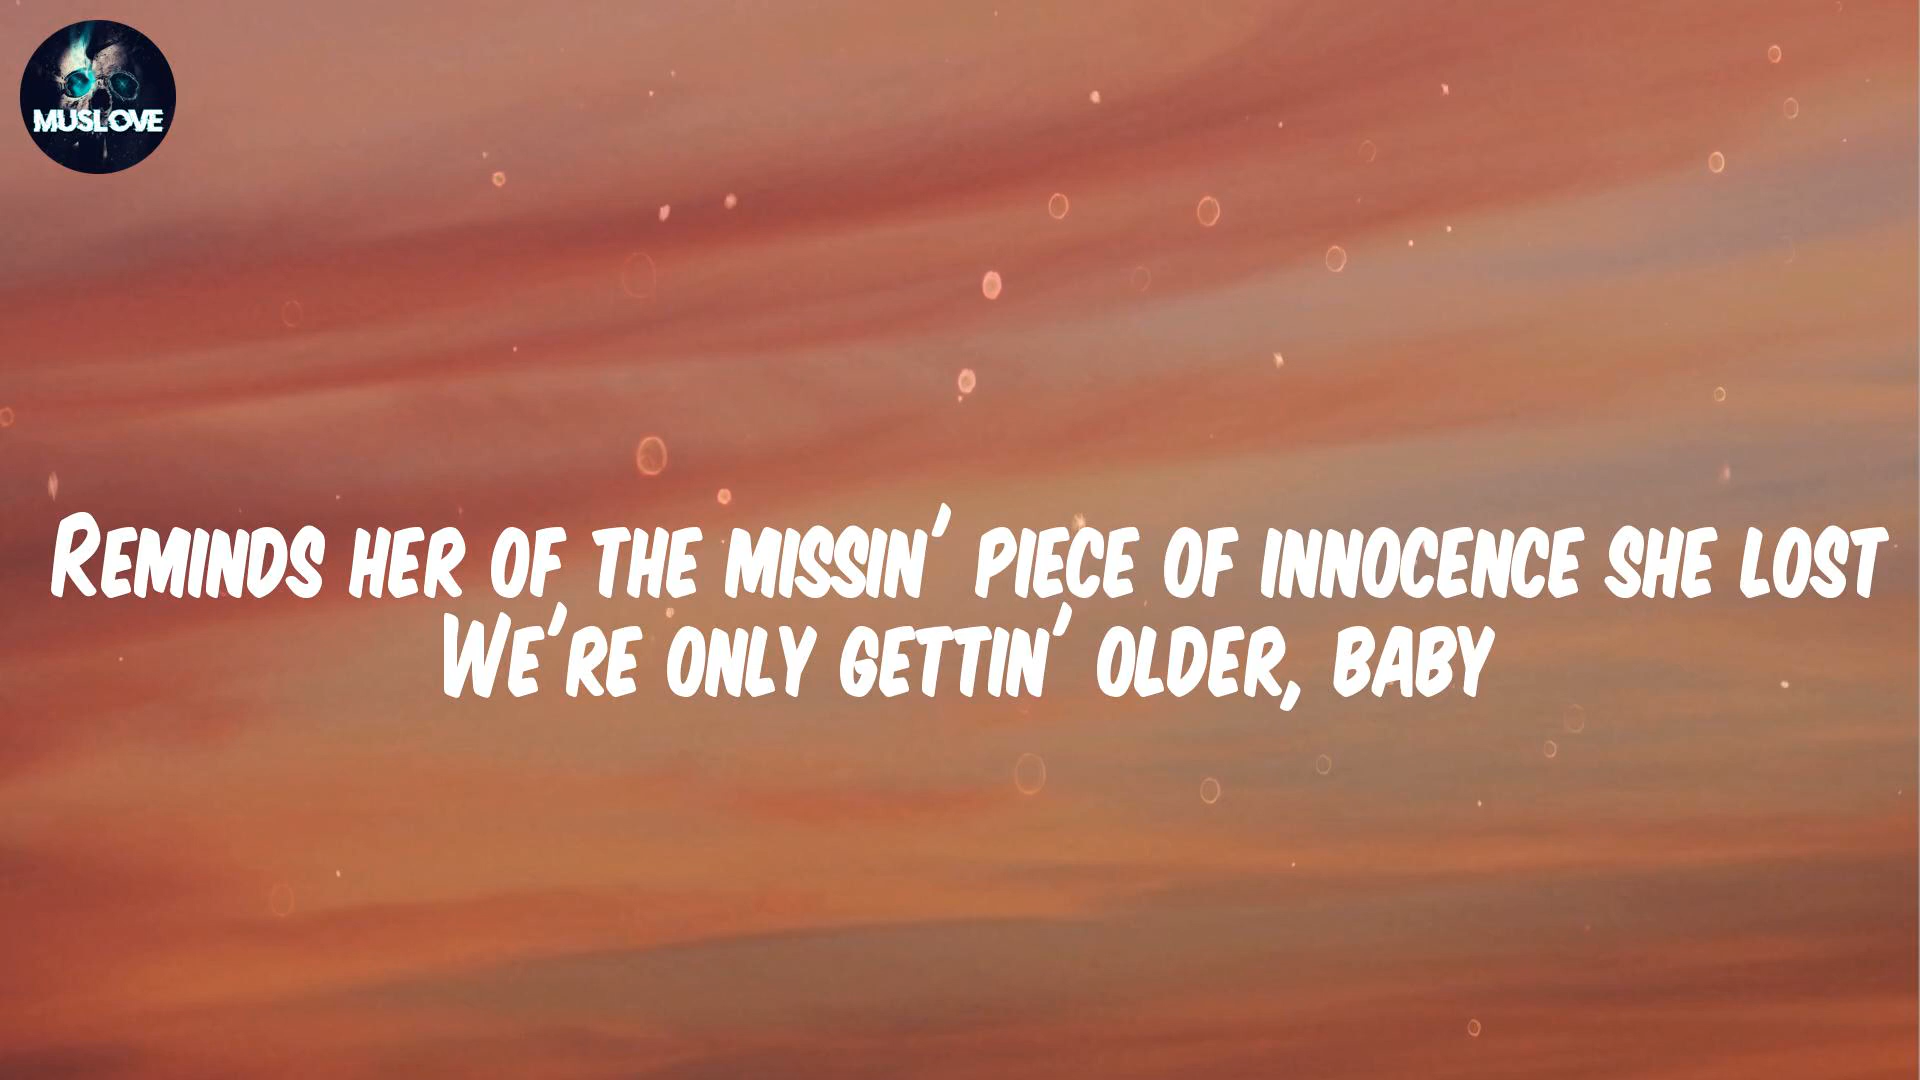 MUSLOVE
Reminds her of the missin' piece of innocence she lost
We're only gettin' older, baby